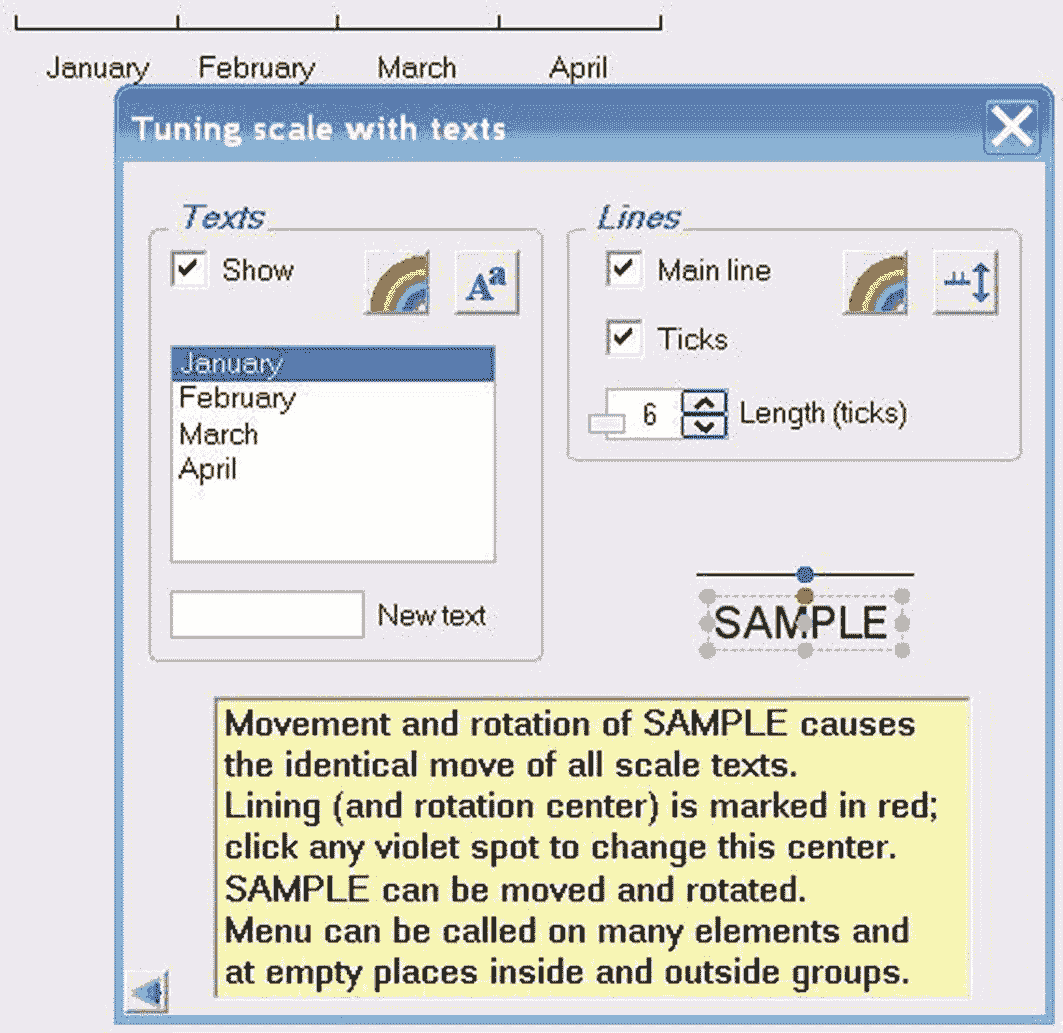 January February March April
Tuning scale with texts
Texts
Lines
Show
Aa
Main line
Ticks
January
February
March
April
6 Length (ticks)
New text
SAMPLE
Movement and rotation of SAMPLE causes
the identical move of all scale texts.
Lining (and rotation center) is marked in red;
click any violet spot to change this center.
SAMPLE can be moved and rotated.
Menu can be called on many elements and
at empty places inside and outside groups.